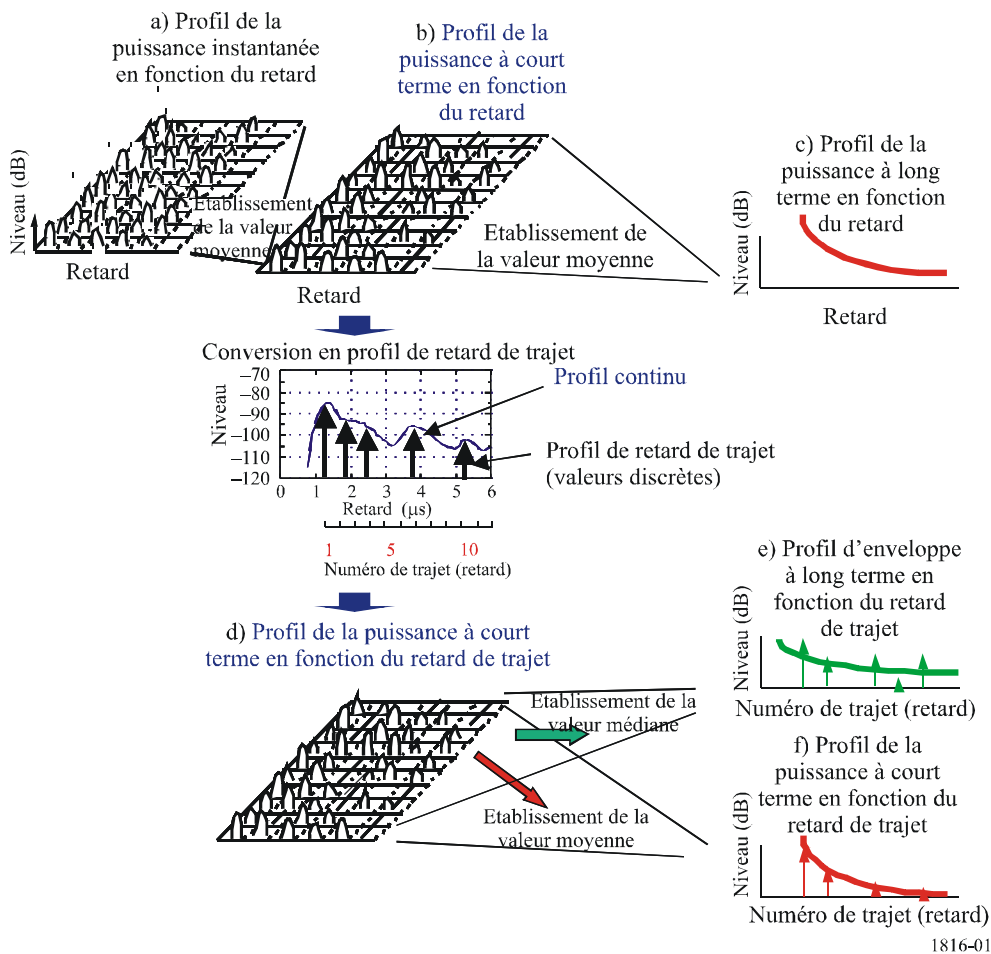 a) Profil de la
puissance instantanée
en fonction du retard
b) Profil de la
puissance à court
terme en fonction
du retard
c) Profil de la
puissance à long
terme en fonction
du retard
Niveau (dB)
Etablissement
de la valeur
moyenne
Retard
Etablissement de
la valeur moyenne
Retard
Niveau (dB)
Retard
Conversion en profil de retard de trajet
Niveau
–70
–80
–90
–100
–110
–120
0 1 2 3 4 5 6
Retard (µs)
Profil continu
Profil de retard de trajet
(valeurs discrètes)
1 5 10
Numéro de trajet (retard)
d) Profil de la puissance à court
terme en fonction du retard de trajet
Etablissement de la
valeur médiane
Etablissement de la
valeur moyenne
e) Profil d’enveloppe
à long terme en
fonction du retard
de trajet
Niveau (dB)
Numéro de trajet (retard)
f) Profil de la
puissance à court
terme en fonction du
retard de trajet
Niveau (dB)
Numéro de trajet (retard)
1816-01